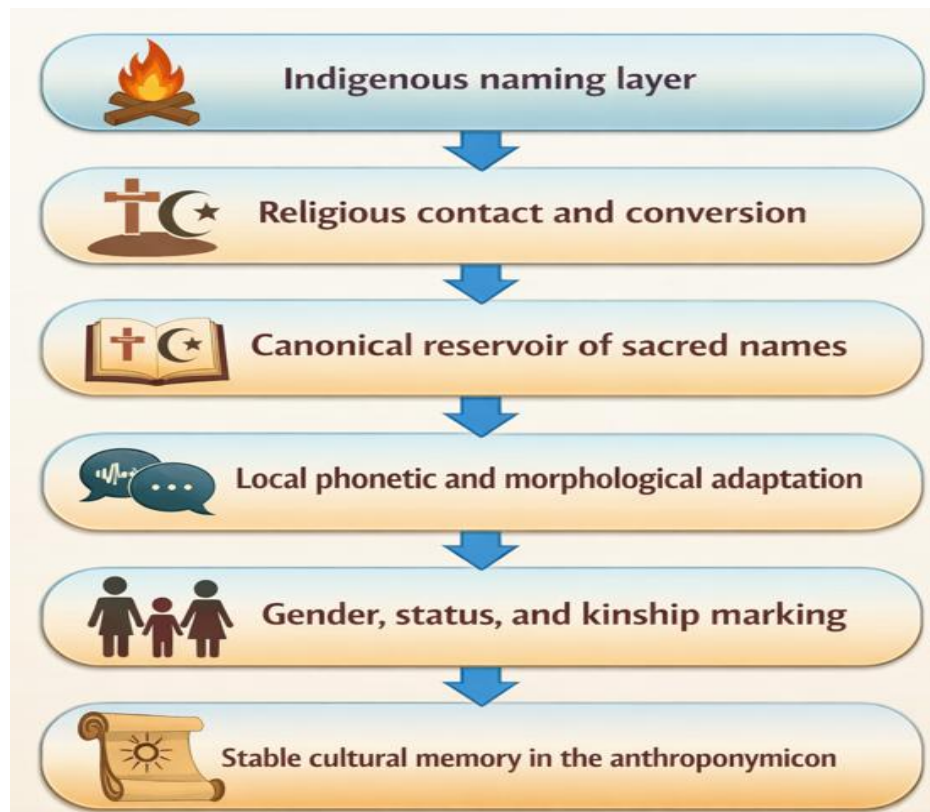 Indigenous naming layer
Religious contact and conversion
Canonical reservoir of sacred names
Local phonetic and morphological adaptation
Gender, status, and kinship marking
Stable cultural memory in the anthroponymicon